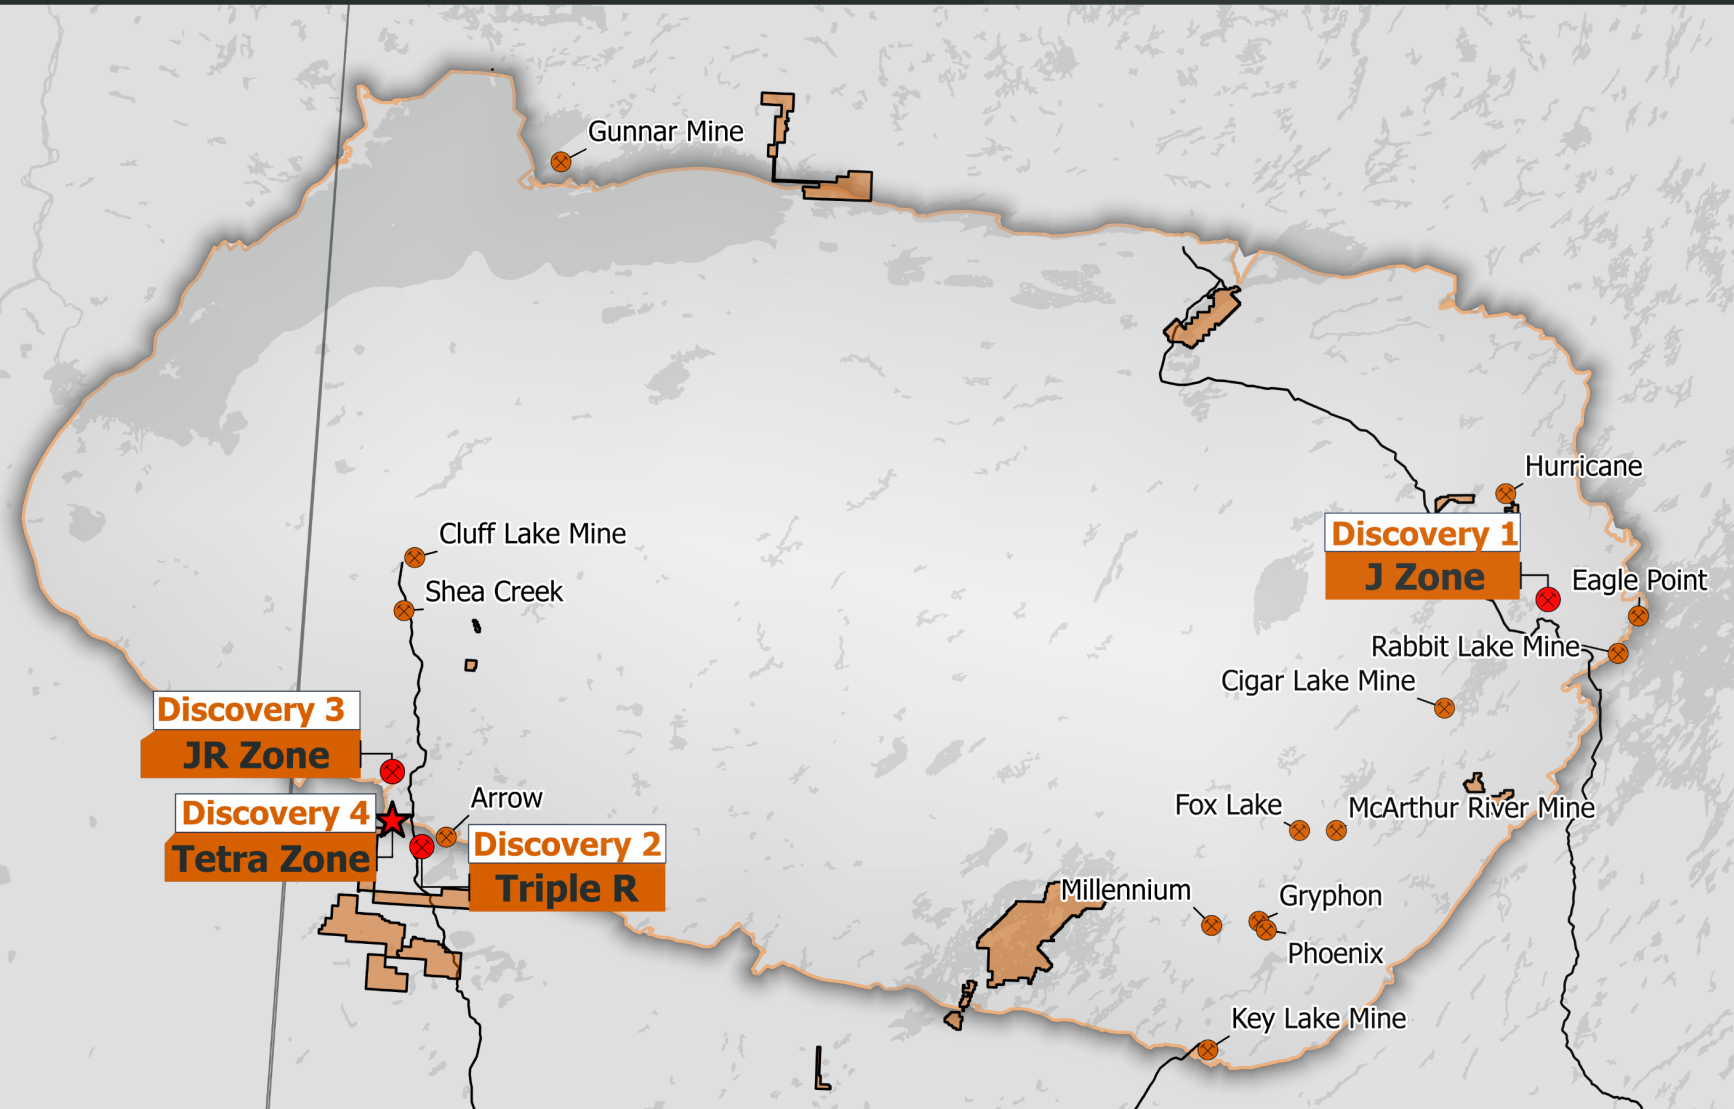 Gunnar Mine
Hurricane
Cluff Lake Mine
Discovery 1
J Zone
Eagle Point
Shea Creek
Rabbit Lake Mine
Cigar Lake Mine
Discovery 3
JR Zone
Arrow
Fox Lake
McArthur River Mine
Discovery 4
Tetra Zone
Discovery 2
Triple R
Millennium
Gryphon
Phoenix
Key Lake Mine